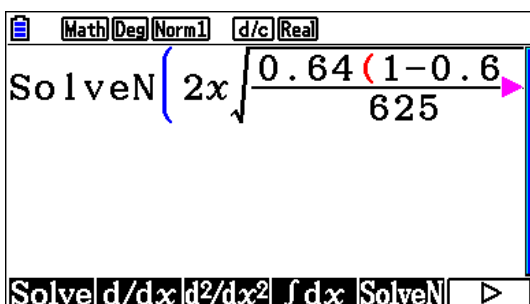 Math Deg Norm1 d/c Real
SolveN( 2x√(0.64(1-0.6▶ / 625
Solve d/dx d²/dx² ∫dx SolveN ▷